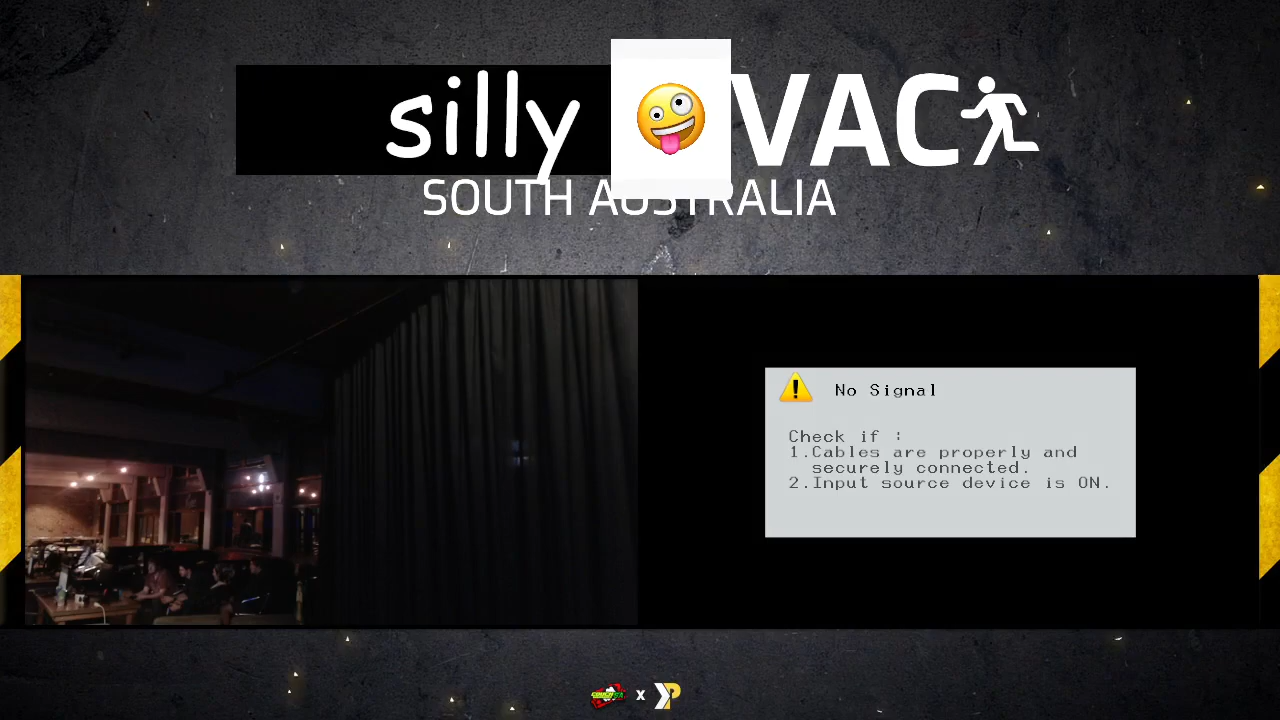 silly VAC
SOUTH AUSTRALIA
No Signal
Check if :
1.Cables are properly and
securely connected.
2.Input source device is ON.
x